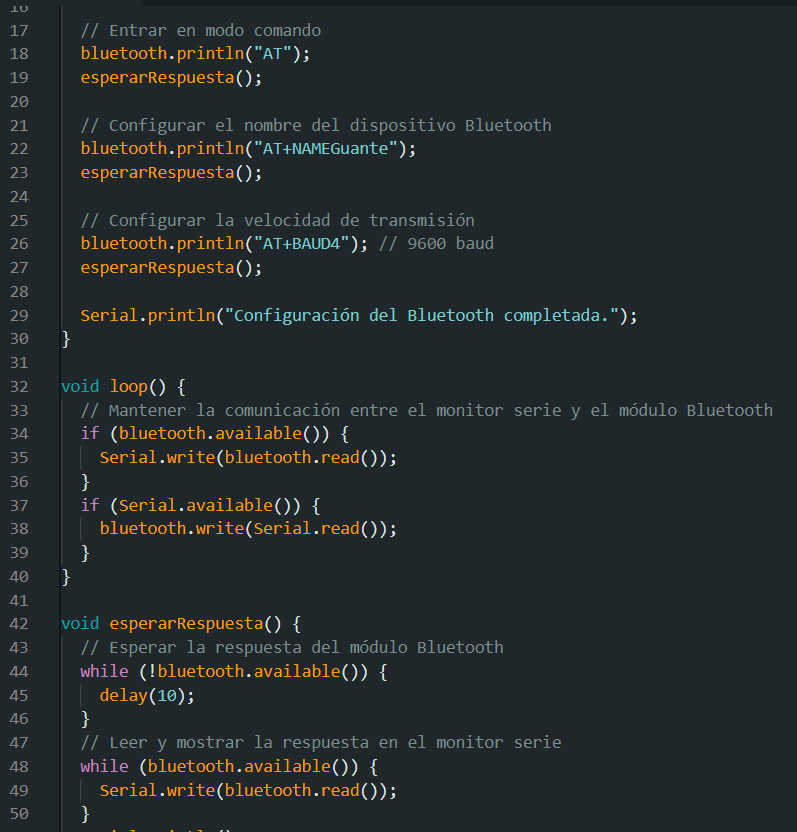 16
17 // Entrar en modo comando
18 bluetooth.println("AT");
19 esperarRespuesta();
20
21 // Configurar el nombre del dispositivo Bluetooth
22 bluetooth.println("AT+NAMEGuante");
23 esperarRespuesta();
24
25 // Configurar la velocidad de transmisión
26 bluetooth.println("AT+BAUD4"); // 9600 baud
27 esperarRespuesta();
28
29 Serial.println("Configuración del Bluetooth completada.");
30 }
31
32 void loop() {
33 // Mantener la comunicación entre el monitor serie y el módulo Bluetooth
34 if (bluetooth.available()) {
35 Serial.write(bluetooth.read());
36 }
37 if (Serial.available()) {
38 bluetooth.write(Serial.read());
39 }
40 }
41
42 void esperarRespuesta() {
43 // Esperar la respuesta del módulo Bluetooth
44 while (!bluetooth.available()) {
45 delay(10);
46 }
47 // Leer y mostrar la respuesta en el monitor serie
48 while (bluetooth.available()) {
49 Serial.write(bluetooth.read());
50 }